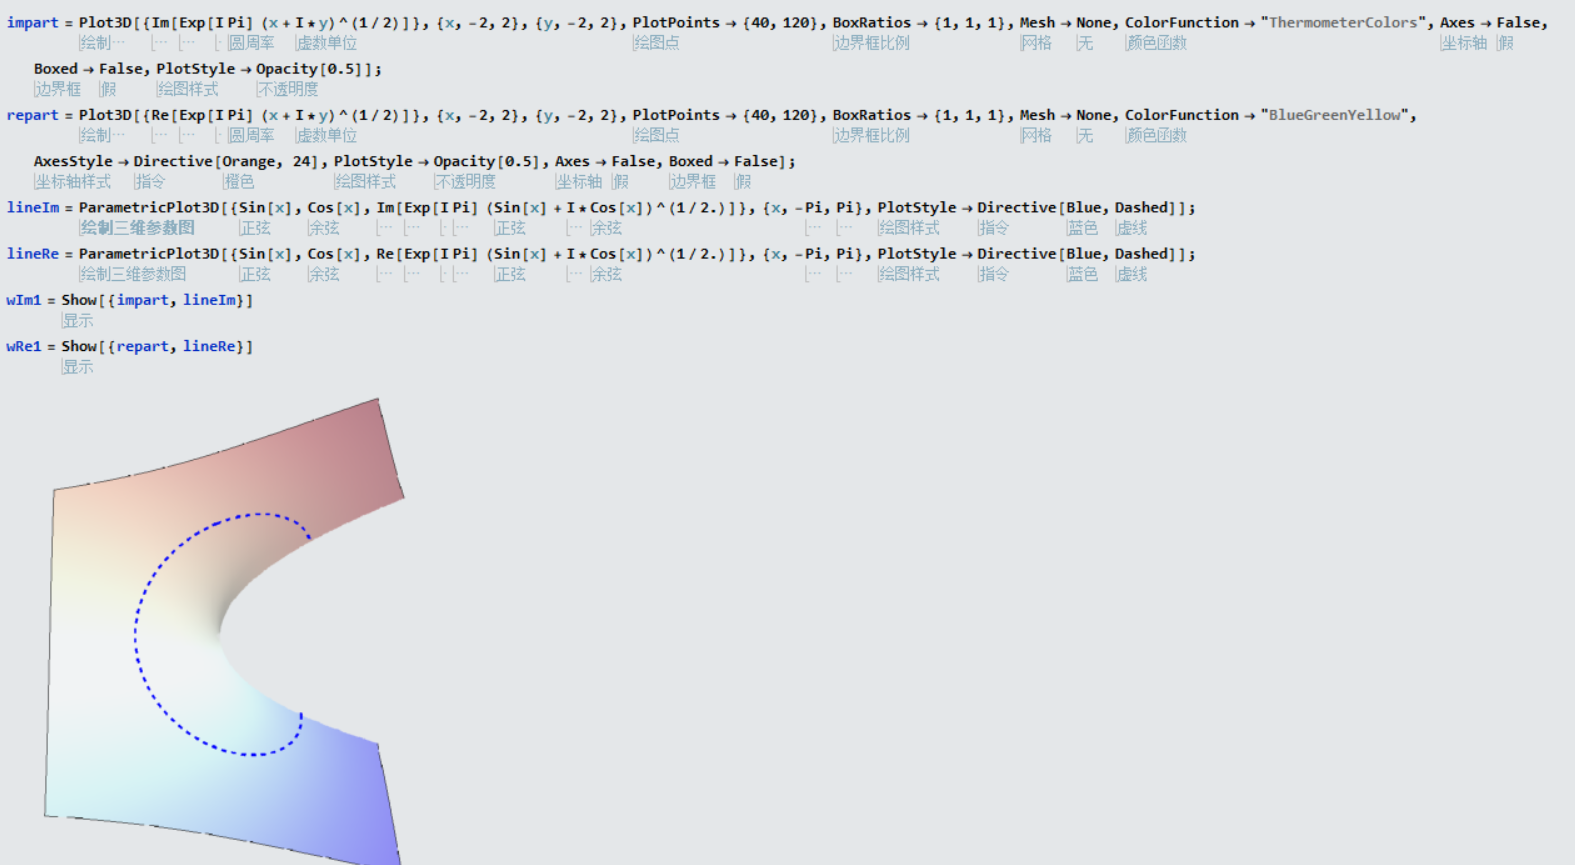 impart = Plot3D[{Im[Exp[I Pi] (x + I * y) ^ (1 / 2)]}, {x, -2, 2}, {y, -2, 2}, PlotPoints → {40, 120}, BoxRatios → {1, 1, 1}, Mesh → None, ColorFunction → "ThermometerColors", Axes → False,
绘制⋯ ⋯ ⋯ 圆周率 虚数单位 绘图点 边界框比例 网格 无 颜色函数 坐标轴 假
Boxed → False, PlotStyle → Opacity[0.5]];
边界框 假 绘图样式 不透明度
repart = Plot3D[{Re[Exp[I Pi] (x + I * y) ^ (1 / 2)]}, {x, -2, 2}, {y, -2, 2}, PlotPoints → {40, 120}, BoxRatios → {1, 1, 1}, Mesh → None, ColorFunction → "BlueGreenYellow",
绘制⋯ ⋯ ⋯ 圆周率 虚数单位 绘图点 边界框比例 网格 无 颜色函数
AxesStyle → Directive[Orange, 24], PlotStyle → Opacity[0.5], Axes → False, Boxed → False];
坐标轴样式 指令 橙色 绘图样式 不透明度 坐标轴 假 边界框 假
lineIm = ParametricPlot3D[{Sin[x], Cos[x], Im[Exp[I Pi] (Sin[x] + I * Cos[x]) ^ (1 / 2.)]}, {x, -Pi, Pi}, PlotStyle → Directive[Blue, Dashed]];
绘制三维参数图 正弦 余弦 ⋯ ⋯ ⋯ 正弦 ⋯ 余弦 ⋯ ⋯ 绘图样式 指令 蓝色 虚线
lineRe = ParametricPlot3D[{Sin[x], Cos[x], Re[Exp[I Pi] (Sin[x] + I * Cos[x]) ^ (1 / 2.)]}, {x, -Pi, Pi}, PlotStyle → Directive[Blue, Dashed]];
绘制三维参数图 正弦 余弦 ⋯ ⋯ ⋯ 正弦 ⋯ 余弦 ⋯ ⋯ 绘图样式 指令 蓝色 虚线
wIm1 = Show[{impart, lineIm}]
显示
wRe1 = Show[{repart, lineRe}]
显示